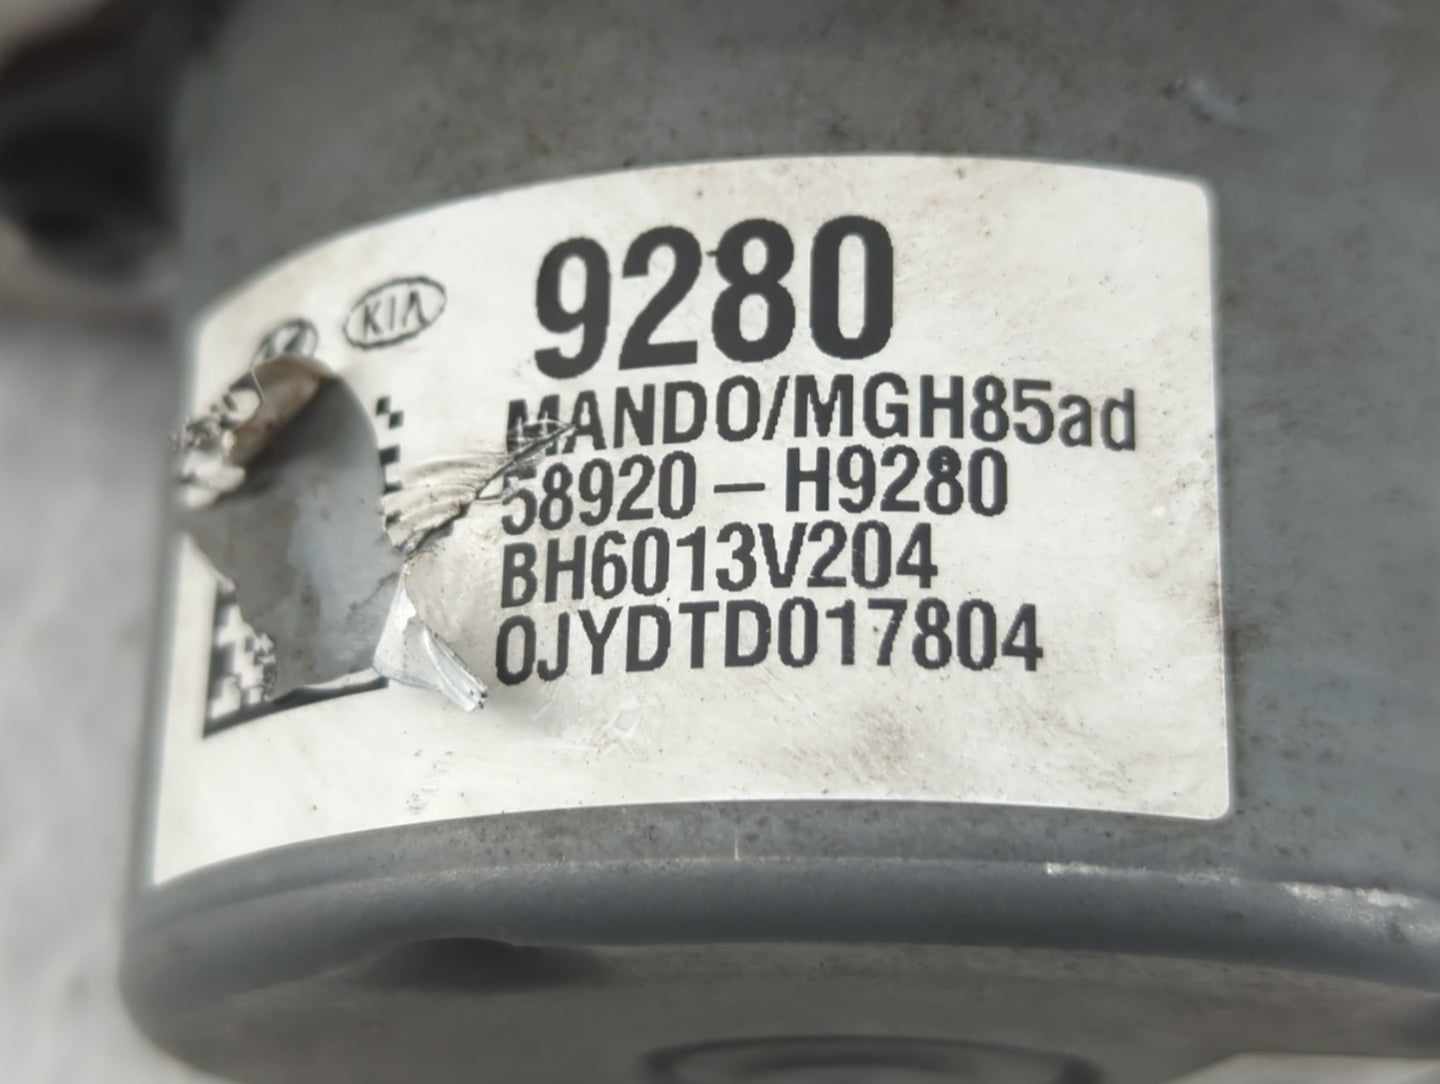 KIA
9280
MANDO/MGH85ad
58920 – H9280
BH6013V204
0JYDTD017804